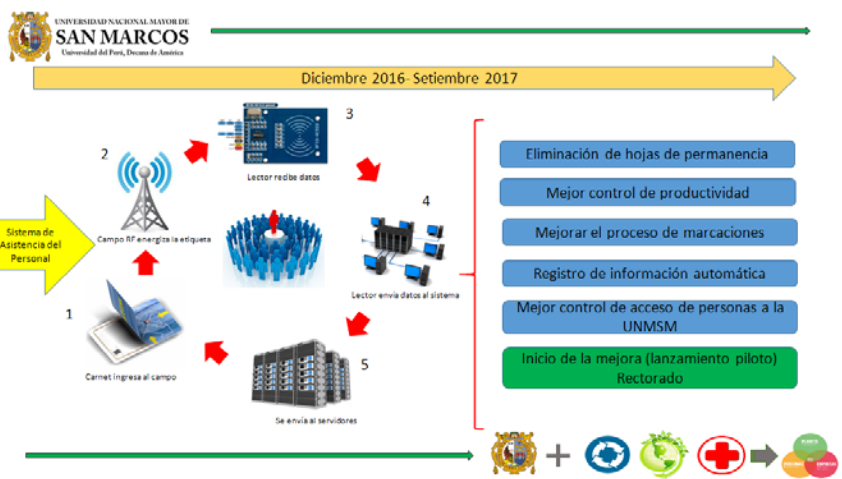 UNIVERSIDAD NACIONAL MAYOR DE
SAN MARCOS
Universidad del Perú, Decana de América
Diciembre 2016- Setiembre 2017
3
Lector recibe datos
2
Campo RF energiza la etiqueta
4
Lector envía datos al sistema
Sistema de
Asistencia del
Personal
1
Carnet ingresa al campo
5
Se envía al servidores
Eliminación de hojas de permanencia
Mejor control de productividad
Mejorar el proceso de marcaciones
Registro de información automática
Mejor control de acceso de personas a la
UNMSM
Inicio de la mejora (lanzamiento piloto)
Rectorado
+